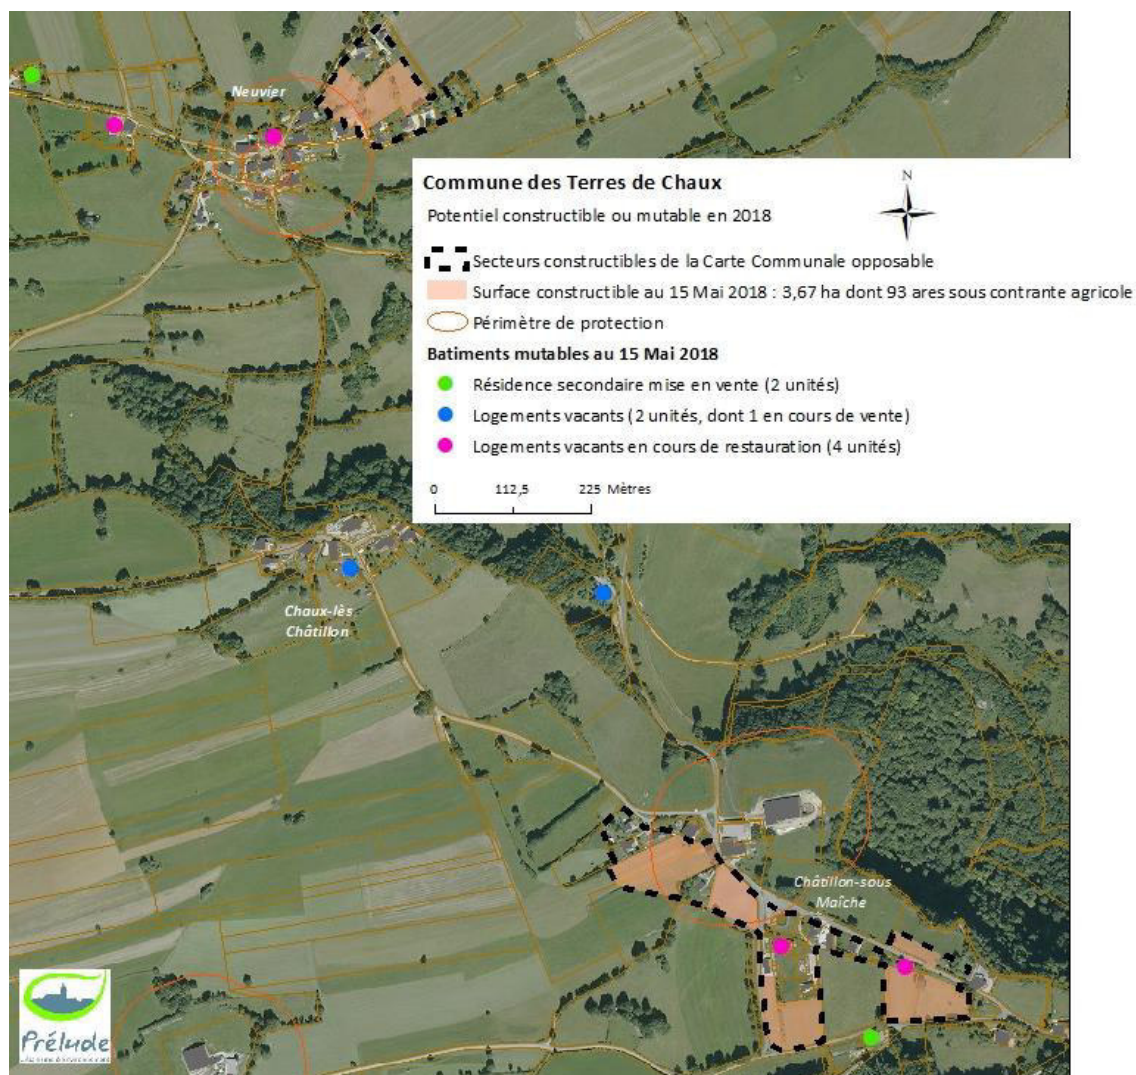 Neuvier
Commune des Terres de Chaux
N
Potentiel constructible ou mutable en 2018
Secteurs constructibles de la Carte Communale opposable
Surface constructible au 15 Mai 2018 : 3,67 ha dont 93 ares sous contrante agricole
Périmètre de protection
Batiments mutables au 15 Mai 2018
Résidence secondaire mise en vente (2 unités)
Logements vacants (2 unités, dont 1 en cours de vente)
Logements vacants en cours de restauration (4 unités)
0 112,5 225 Mètres
Chaux-lès
Châtillon
Châtillon-sous
Maîche
Prélude